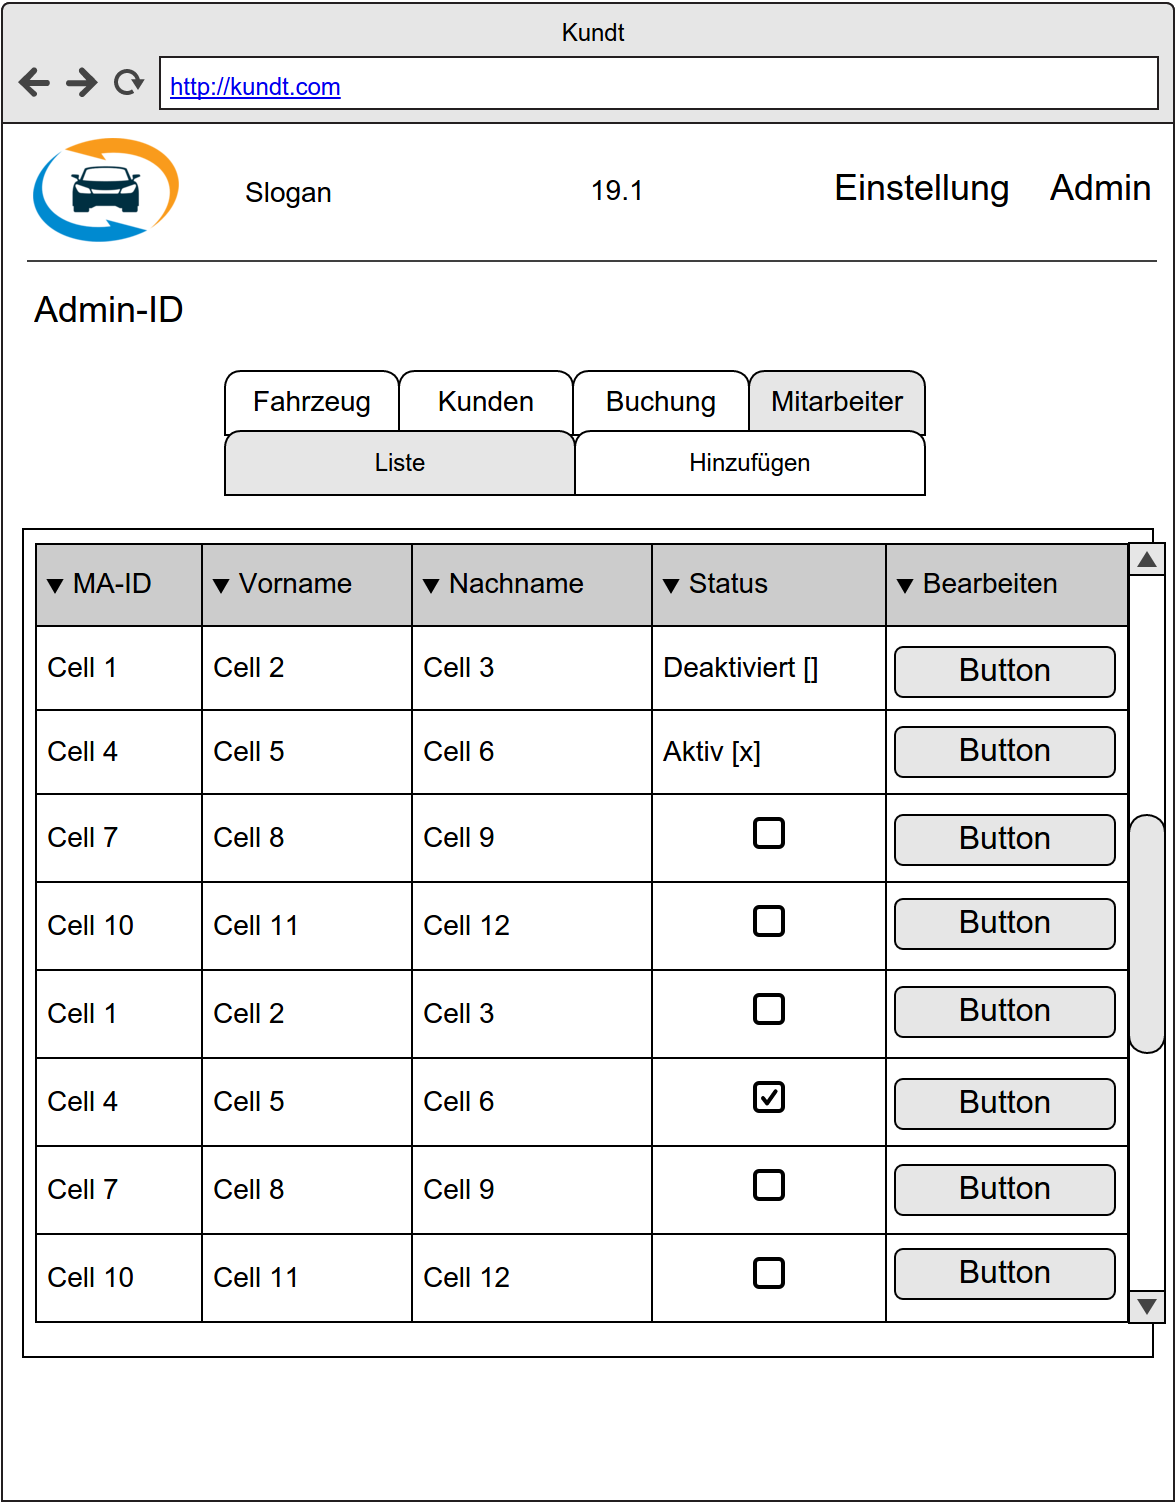 Kundt
http://kundt.com
Slogan 19.1 Einstellung Admin
Admin-ID
Fahrzeug Kunden Buchung Mitarbeiter
Liste Hinzufügen
MA-ID Vorname Nachname Status Bearbeiten
Cell 1 Cell 2 Cell 3 Deaktiviert [] Button
Cell 4 Cell 5 Cell 6 Aktiv [x] Button
Cell 7 Cell 8 Cell 9 Button
Cell 10 Cell 11 Cell 12 Button
Cell 1 Cell 2 Cell 3 Button
Cell 4 Cell 5 Cell 6 Button
Cell 7 Cell 8 Cell 9 Button
Cell 10 Cell 11 Cell 12 Button